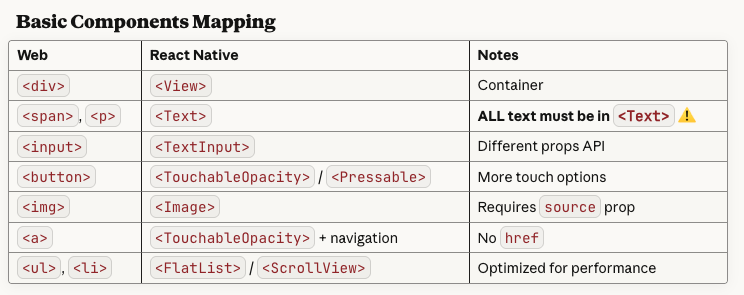 Basic Components Mapping
Web React Native Notes
<div> <View> Container
<span>, <p> <Text> ALL text must be in <Text> ⚠️
<input> <TextInput> Different props API
<button> <TouchableOpacity> / <Pressable> More touch options
<img> <Image> Requires source prop
<a> <TouchableOpacity> + navigation No href
<ul>, <li> <FlatList> / <ScrollView> Optimized for performance